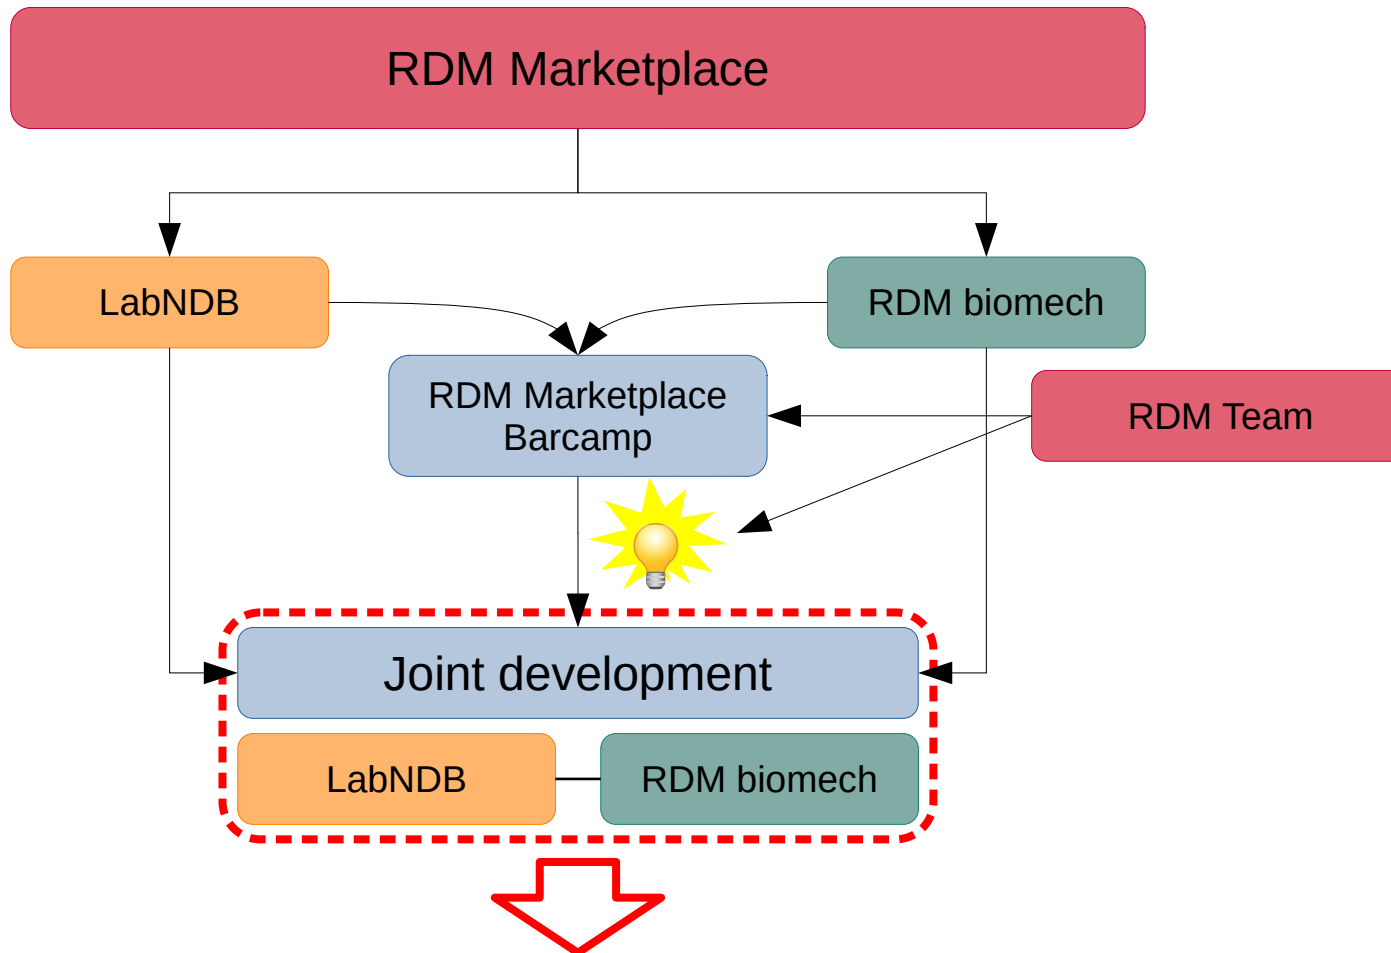 RDM Marketplace
LabNDB
RDM biomech
RDM Marketplace
Barcamp
RDM Team
Joint development
LabNDB
RDM biomech